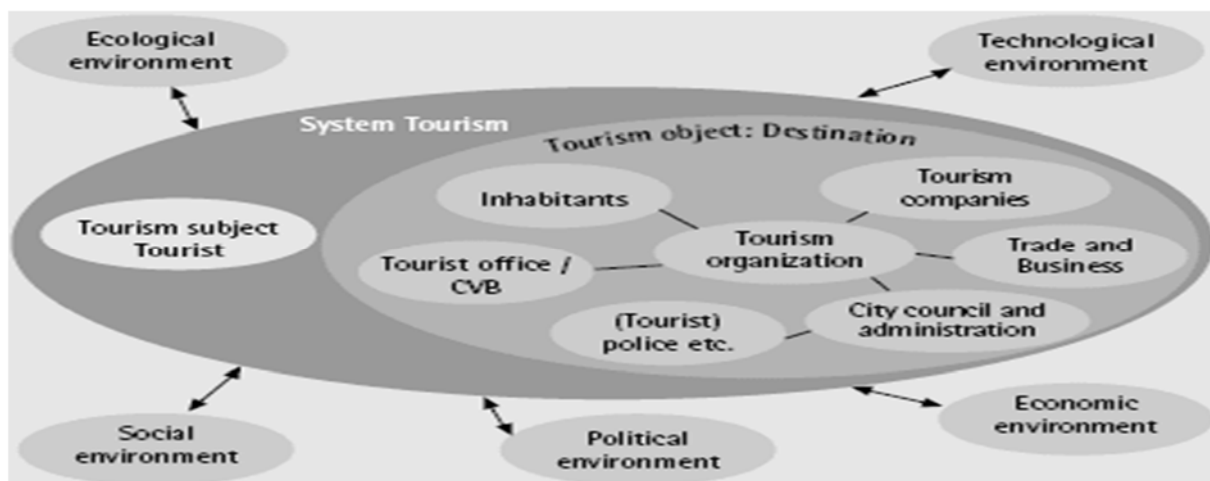 Ecological
environment
Technological
environment
System Tourism
Tourism object: Destination
Inhabitants
Tourism
companies
Tourism subject
Tourist
Tourism
organization
Trade and
Business
Tourist office /
CVB
City council and
administration
(Tourist)
police etc.
Social
environment
Political
environment
Economic
environment